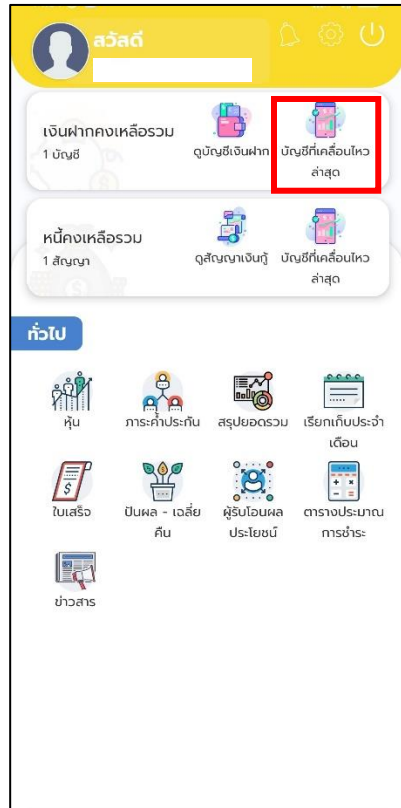 สวัสดี
เงินฝากคงเหลือรวม
1 บัญชี
ดูบัญชีเงินฝาก
บัญชีที่เคลื่อนไหว
ล่าสุด
หนี้คงเหลือรวม
1 สัญญา
ดูสัญญาเงินกู้
บัญชีที่เคลื่อนไหว
ล่าสุด
ทั่วไป
หุ้น
ภาระค้ำประกัน
สรุปยอดรวม
เรียกเก็บประจำ
เดือน
ใบเสร็จ
ปันผล - เฉลี่ย
คืน
ผู้รับโอนผล
ประโยชน์
ตารางประมาณ
การชำระ
ข่าวสาร